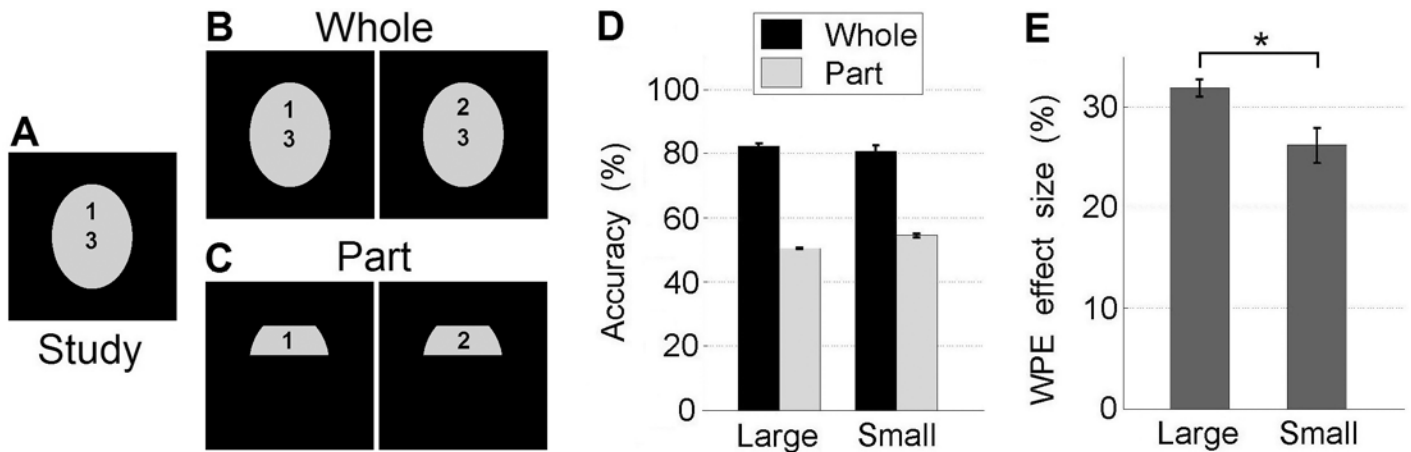 A
1
3
Study
B
Whole
1
3
2
3
C
Part
1
2
D
Whole
Part
Accuracy (%)
100
80
60
40
20
0
Large
Small
E
*
WPE effect size (%)
30
20
10
0
Large
Small